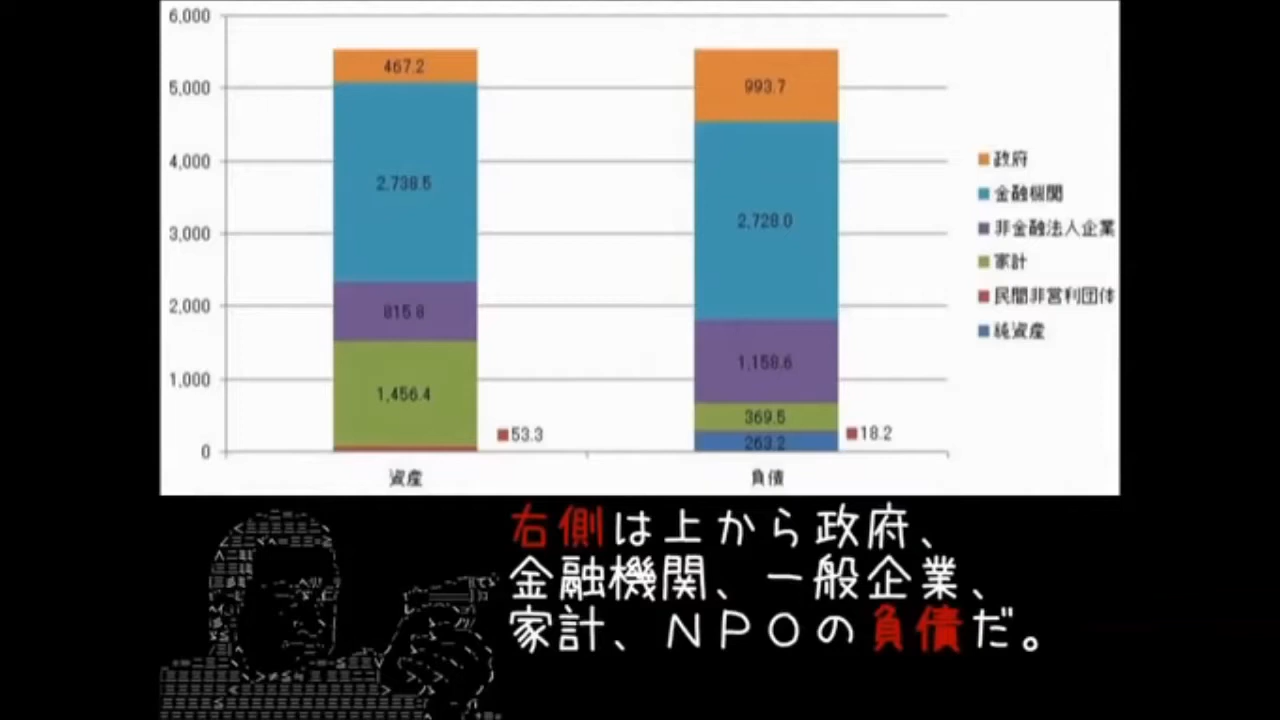 6,000
5,000
4,000
3,000
2,000
1,000
0
467.2
2,738.5
815.8
1,456.4
53.3
993.7
2,728.0
1,158.6
369.5
263.2
18.2
資産
負債
政府
金融機関
非金融法人企業
家計
民間非営利団体
純資産
右側は上から政府、
金融機関、一般企業、
家計、ＮＰＯの負債だ。